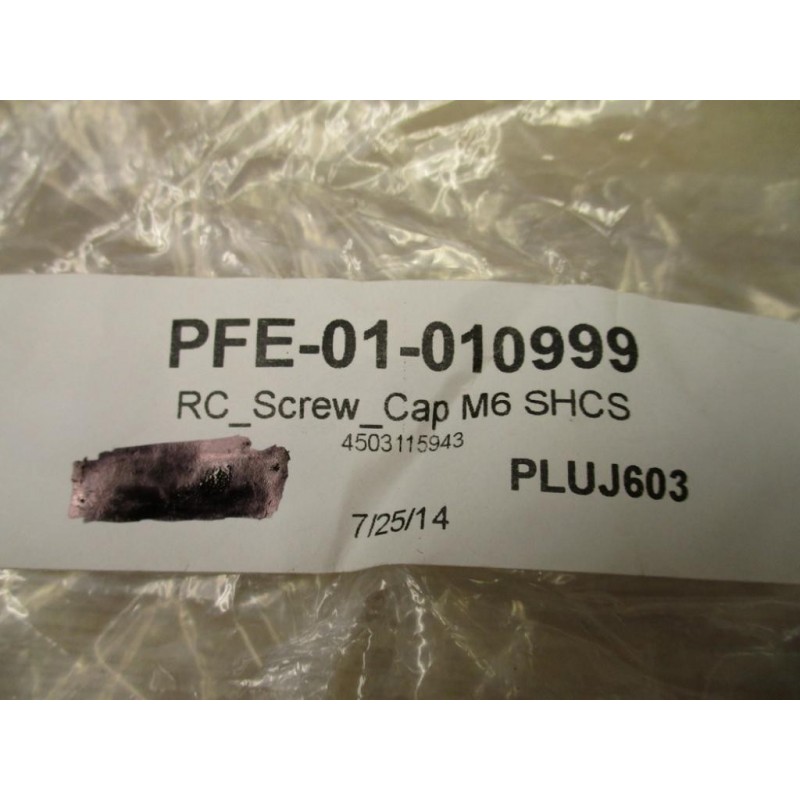 PFE-01-010999
RC_Screw_Cap M6 SHCS
4503115943
PLUJ603
7/25/14